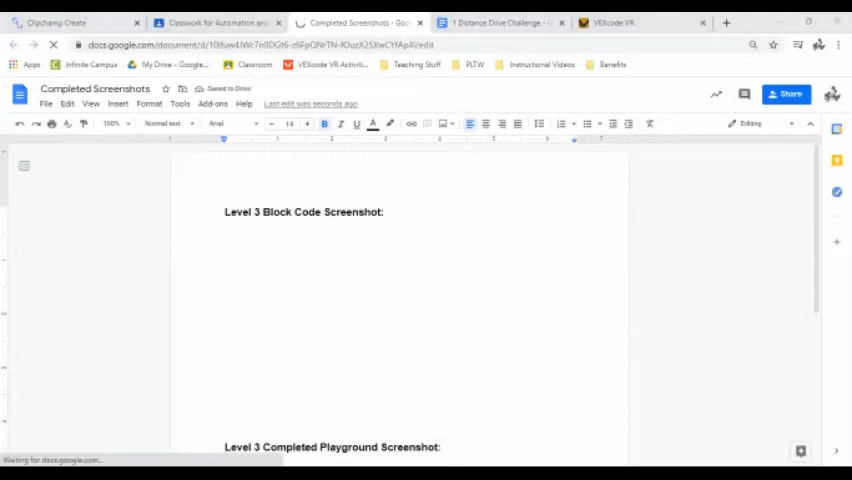 Clipchamp Create
Classwork for Automation and
Completed Screenshots - Goo
1 Distance Drive Challenge - G
VEXcode VR
Apps
Infinite Campus
My Drive - Google...
Classroom
VEXcode VR Activiti...
Teaching Stuff
PLTW
Instructional Videos
Benefits
Completed Screenshots
Saved to Drive
Share
File Edit View Insert Format Tools Add-ons Help
Last edit was seconds ago
100% Normal text Arial 14 B I U A Editing
Level 3 Block Code Screenshot:
Level 3 Completed Playground Screenshot:
Waiting for docs.google.com...